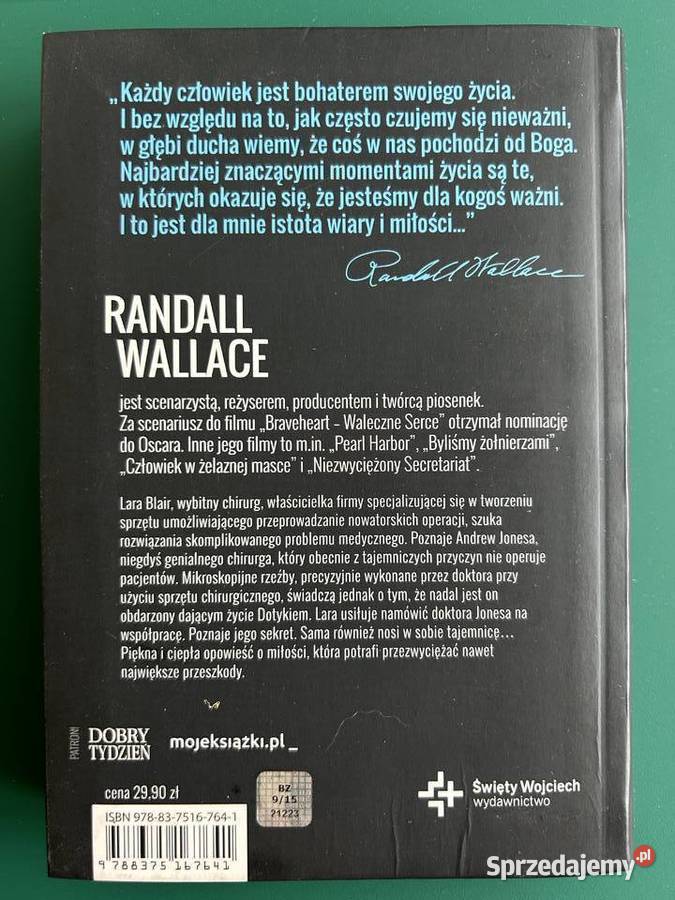 „Każdy człowiek jest bohaterem swojego życia.
I bez względu na to, jak często czujemy się nieważni,
w głębi ducha wiemy, że coś w nas pochodzi od Boga.
Najbardziej znaczącymi momentami życia są te,
w których okazuje się, że jesteśmy dla kogoś ważni.
I to jest dla mnie istota wiary i miłości...”
Randall Wallace
RANDALL
WALLACE
jest scenarzystą, reżyserem, producentem i twórcą piosenek.
Za scenariusz do filmu „Braveheart – Waleczne Serce” otrzymał nominację
do Oscara. Inne jego filmy to m.in. „Pearl Harbor”, „Byliśmy żołnierzami”,
„Człowiek w żelaznej masce” i „Niezwyciężony Secretariat”.
Lara Blair, wybitny chirurg, właścicielka firmy specjalizującej się w tworzeniu
sprzętu umożliwiającego przeprowadzanie nowatorskich operacji, szuka
rozwiązania skomplikowanego problemu medycznego. Poznaje Andrew Jonesa,
niegdyś genialnego chirurga, który obecnie z tajemniczych przyczyn nie operuje
pacjentów. Mikroskopijne rzeźby, precyzyjnie wykonane przez doktora przy
użyciu sprzętu chirurgicznego, świadczą jednak o tym, że nadal jest on
obdarzony dającym życie Dotykiem. Lara usiłuje namówić doktora Jonesa na
współpracę. Poznaje jego sekret. Sama również nosi w sobie tajemnicę...
Piękna i ciepła opowieść o miłości, która potrafi przezwyciężać nawet
największe przeszkody.
PATRONI
DOBRY
TYDZIEŃ
mojeksiążki.pl_
cena 29,90 zł
BZ
9/15
21223
Święty Wojciech
wydawnictwo
ISBN 978-83-7516-764-1
9 788375 167641
Sprzedajemy.pl